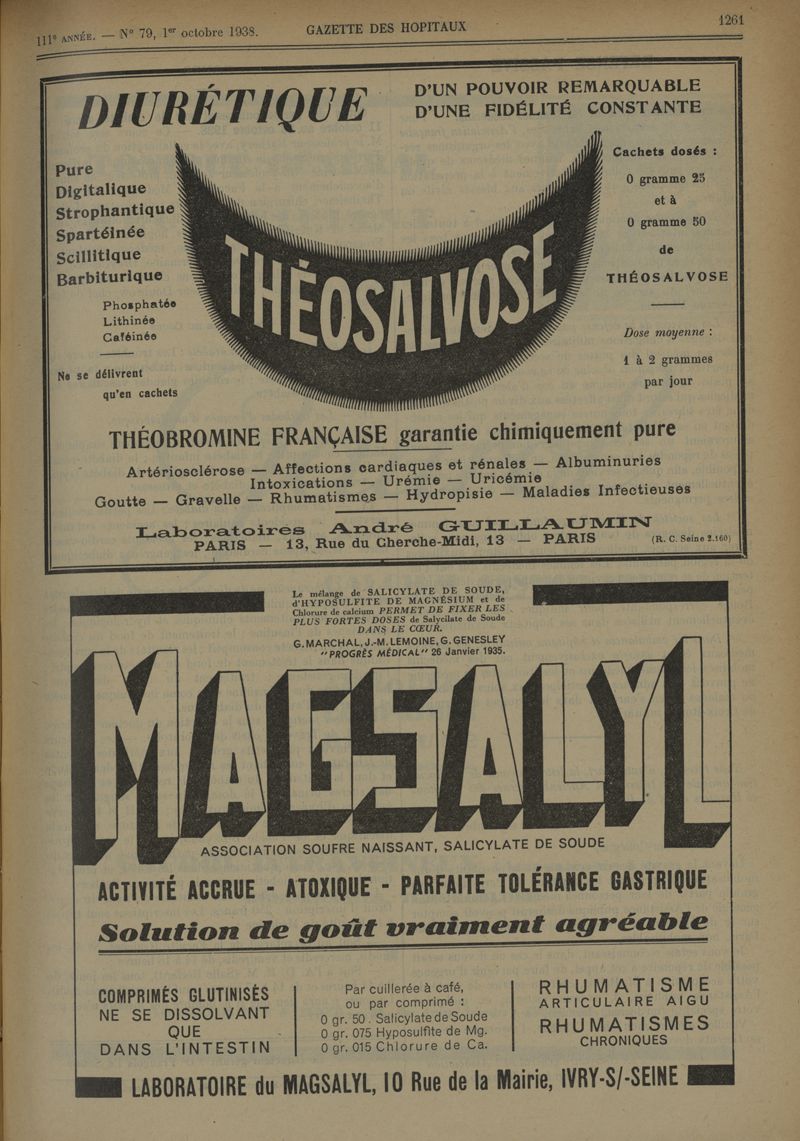 111e ANNÉE. — No 79, 1er octobre 1938.
GAZETTE DES HOPITAUX
1261
DIURÉTIQUE
D'UN POUVOIR REMARQUABLE
D'UNE FIDÉLITÉ CONSTANTE
Pure
Digitalique
Strophantique
Spartéinée
Scillitique
Barbiturique
Phosphatée
Lithinée
Caféinée
Ne se délivrent
qu'en cachets
THÉOSALVOSE
Cachets dosés :
0 gramme 25
et à
0 gramme 50
de
THÉOSALVOSE
Dose moyenne :
1 à 2 grammes
par jour
THÉOBROMINE FRANÇAISE garantie chimiquement pure
Artériosclérose — Affections cardiaques et rénales — Albuminuries
Intoxications — Urémie — Uricémie
Goutte — Gravelle — Rhumatismes — Hydropisie — Maladies Infectieuses
Laboratoires André GUILLAUMIN
PARIS — 13, Rue du Cherche-Midi, 13 — PARIS
(R. C. Seine 2.160)
Le mélange de SALICYLATE DE SOUDE,
d'HYPOSULFITE DE MAGNÉSIUM et de
Chlorure de calcium PERMET DE FIXER LES
PLUS FORTES DOSES de Salycilate de Soude
DANS LE CŒUR.
G. MARCHAL, J.-M. LEMOINE, G. GENESLEY
"PROGRÈS MÉDICAL" 26 Janvier 1935.
MAGSALYL
ASSOCIATION SOUFRE NAISSANT, SALICYLATE DE SOUDE
ACTIVITÉ ACCRUE - ATOXIQUE - PARFAITE TOLÉRANCE GASTRIQUE
Solution de goût vraiment agréable
COMPRIMÉS GLUTINISÉS
NE SE DISSOLVANT
QUE
DANS L'INTESTIN
Par cuillerée à café,
ou par comprimé :
0 gr. 50 . Salicylate de Soude
0 gr. 075 Hyposulfite de Mg.
0 gr. 015 Chlorure de Ca.
RHUMATISME
ARTICULAIRE AIGU
RHUMATISMES
CHRONIQUES
LABORATOIRE du MAGSALYL, 10 Rue de la Mairie, IVRY-S/-SEINE